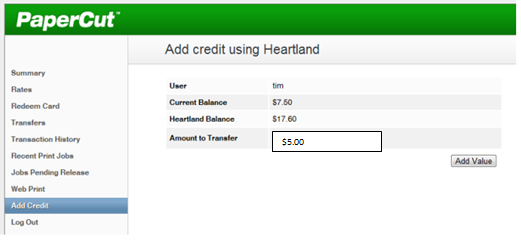 PaperCut™
Add credit using Heartland
Summary
Rates
Redeem Card
Transfers
Transaction History
Recent Print Jobs
Jobs Pending Release
Web Print
Add Credit
Log Out
User tim
Current Balance $7.50
Heartland Balance $17.60
Amount to Transfer $5.00
Add Value